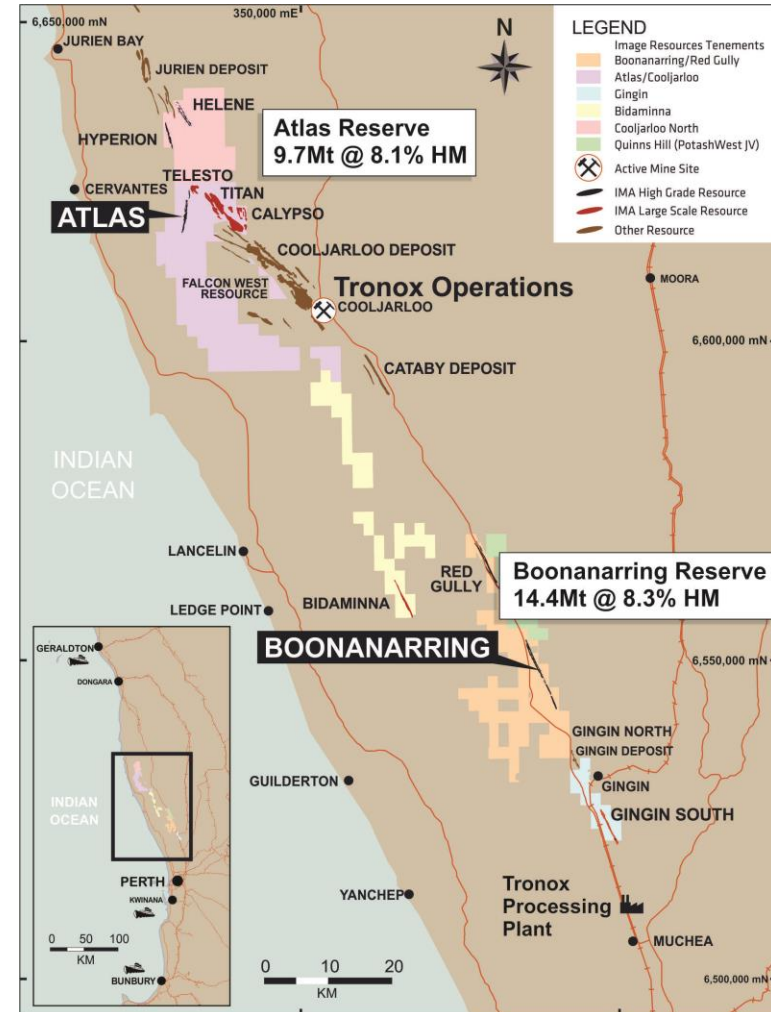 6,650,000 mN
350,000 mE
JURIEN BAY
JURIEN DEPOSIT
HELENE
HYPERION
N
LEGEND
Image Resources Tenements
Boonanarring/Red Gully
Atlas/Cooljarloo
Gingin
Bidaminna
Cooljarloo North
Quinns Hill (PotashWest JV)
Active Mine Site
IMA High Grade Resource
IMA Large Scale Resource
Other Resource
Atlas Reserve
9.7Mt @ 8.1% HM
TELESTO
TITAN
CERVANTES
CALYPSO
ATLAS
COOLJARLOO DEPOSIT
FALCON WEST
RESOURCE
Tronox Operations
COOLJARLOO
MOORA
6,600,000 mN
CATABY DEPOSIT
INDIAN
OCEAN
LANCELIN
RED
GULLY
BIDAMINNA
LEDGE POINT
Boonanarring Reserve
14.4Mt @ 8.3% HM
BOONANARRING
6,550,000 mN
GINGIN NORTH
GINGIN DEPOSIT
GINGIN
GINGIN SOUTH
GUILDERTON
YANCHEP
Tronox
Processing
Plant
MUCHEA
0 10 20
KM
6,500,000 mN
GERALDTON
DONGARA
INDIAN
OCEAN
PERTH
KWINANA
0 50 100
KM
BUNBURY